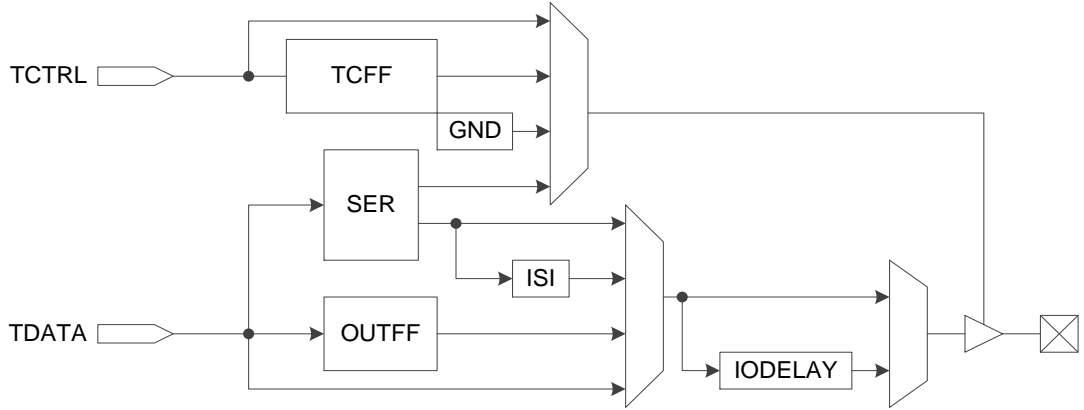 TCTRL
TCFF
GND
SER
ISI
TDATA
OUTFF
IODELAY